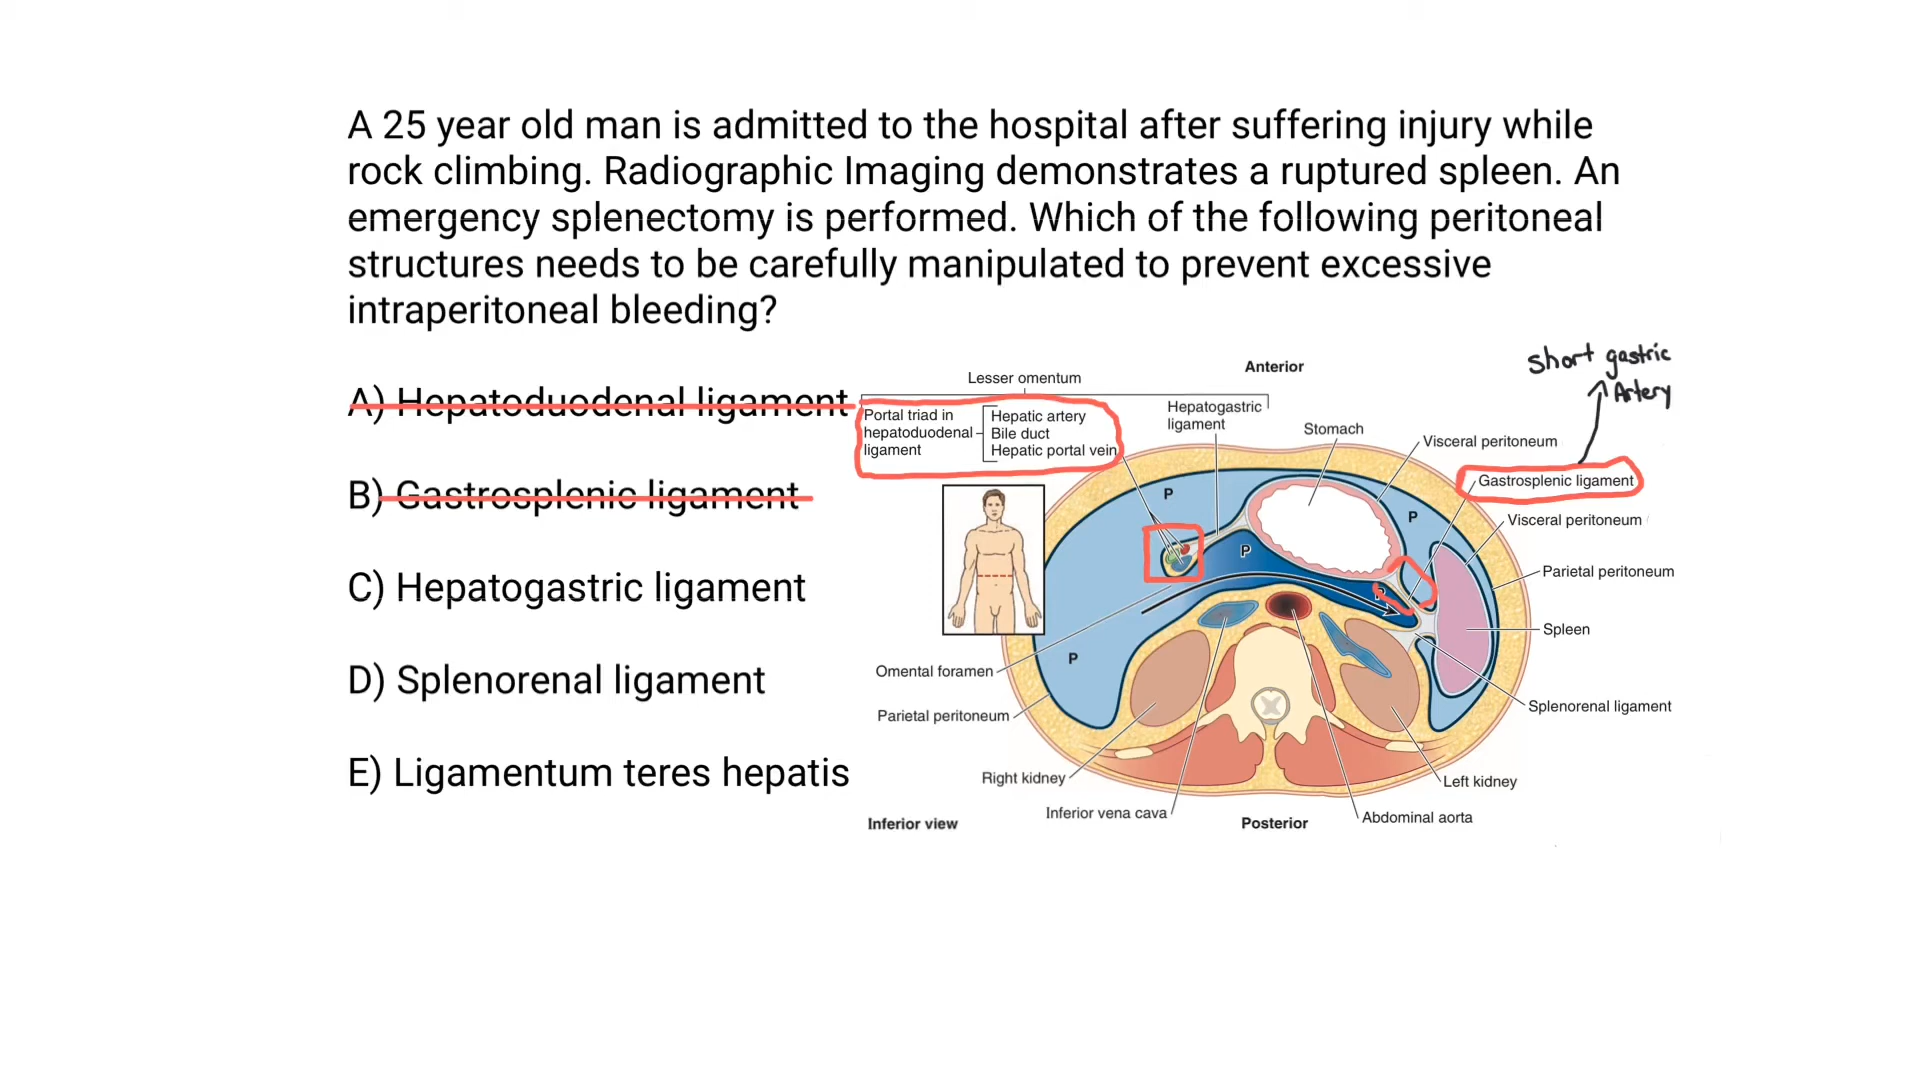 A 25 year old man is admitted to the hospital after suffering injury while
rock climbing. Radiographic Imaging demonstrates a ruptured spleen. An
emergency splenectomy is performed. Which of the following peritoneal
structures needs to be carefully manipulated to prevent excessive
intraperitoneal bleeding?
A) Hepatoduodenal ligament
B) Gastrosplenic ligament
C) Hepatogastric ligament
D) Splenorenal ligament
E) Ligamentum teres hepatis
short gastric
Artery
Anterior
Lesser omentum
Portal triad in
hepatoduodenal
ligament
Hepatic artery
Bile duct
Hepatic portal vein
Hepatogastric
ligament
Stomach
Visceral peritoneum
Gastrosplenic ligament
Visceral peritoneum
Parietal peritoneum
Spleen
Splenorenal ligament
P
P
P
P
P
Omental foramen
Parietal peritoneum
Right kidney
Inferior vena cava
Left kidney
Abdominal aorta
Inferior view
Posterior